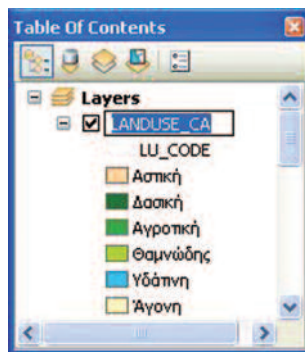 Table Of Contents
Layers
LANDUSE_CA
LU_CODE
Αστική
Δασική
Αγροτική
Θαμνώδης
Υδάτινη
Άγονη